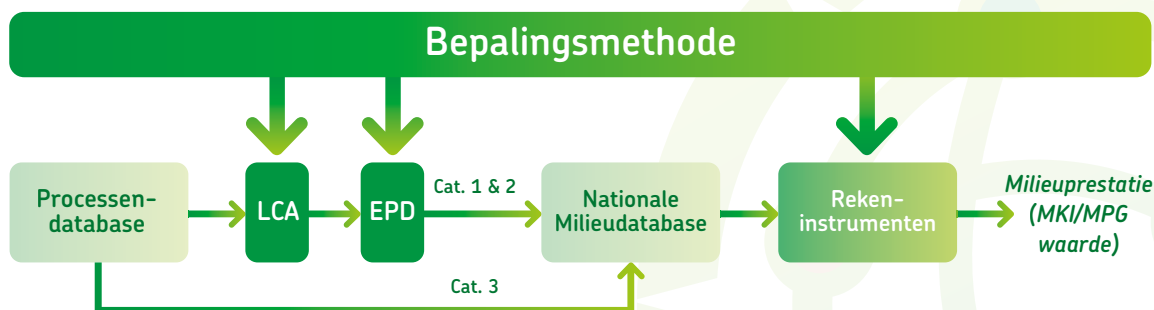 Bepalingsmethode
Processen-
database
LCA
EPD
Cat. 1 & 2
Nationale
Milieudatabase
Reken-
instrumenten
Milieuprestatie
(MKI/MPG
waarde)
Cat. 3